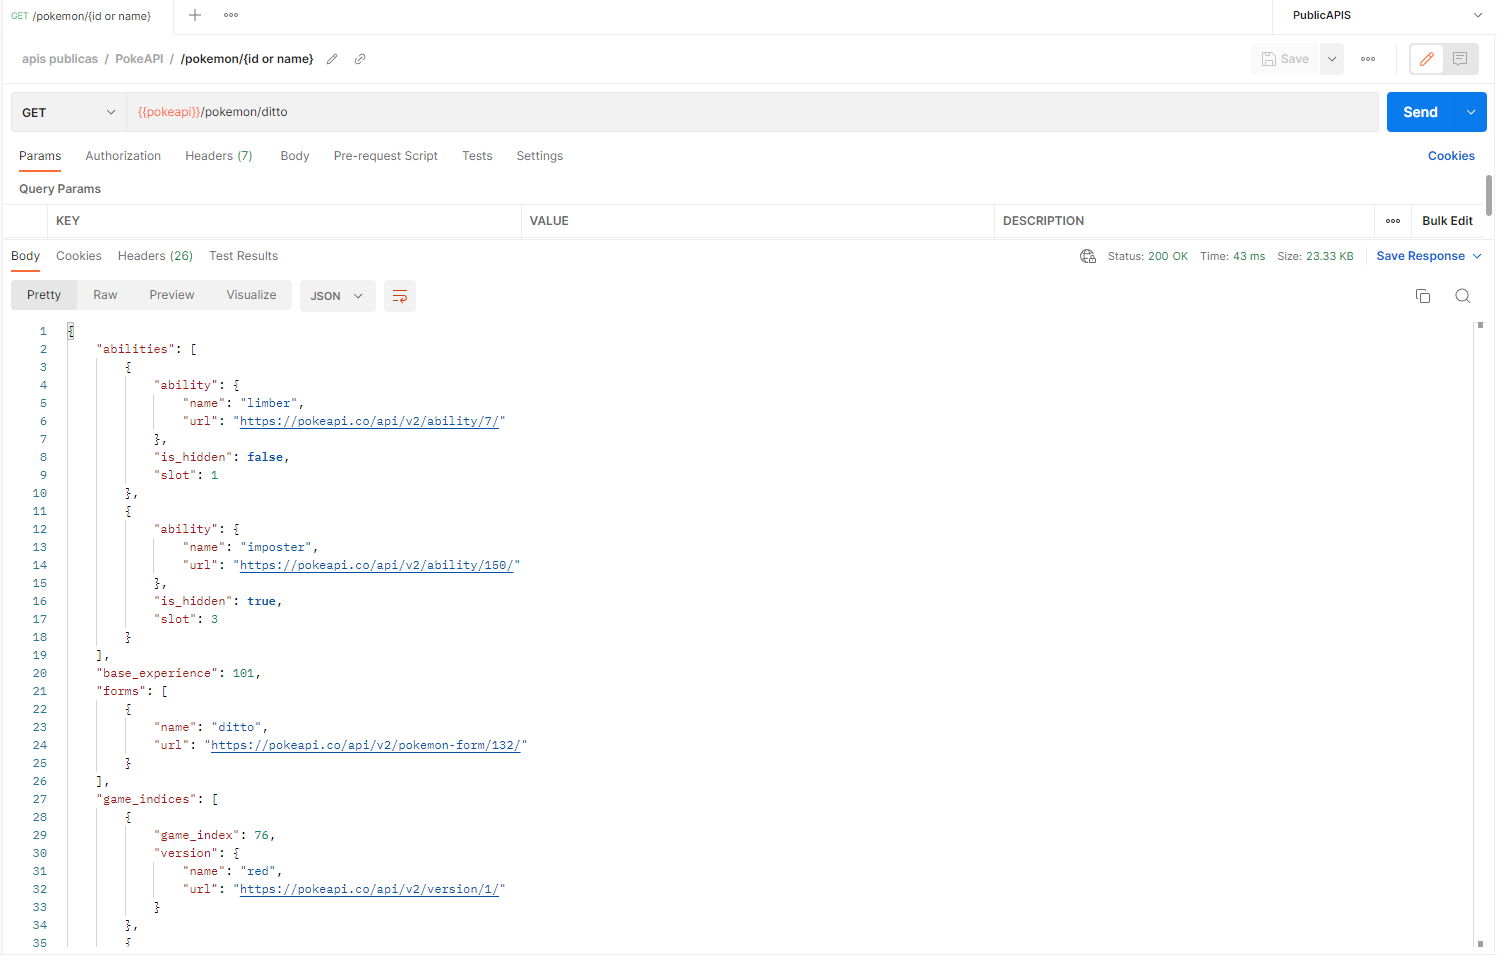 GET /pokemon/{id or name}
PublicAPIS
apis publicas / PokeAPI / /pokemon/{id or name}
Save
GET {{pokeapi}}/pokemon/ditto
Send
Params Authorization Headers (7) Body Pre-request Script Tests Settings Cookies
Query Params
KEY VALUE DESCRIPTION Bulk Edit
Body Cookies Headers (26) Test Results Status: 200 OK Time: 43 ms Size: 23.33 KB Save Response
Pretty Raw Preview Visualize JSON
1 {
2 "abilities": [
3 {
4 "ability": {
5 "name": "limber",
6 "url": "https://pokeapi.co/api/v2/ability/7/"
7 },
8 "is_hidden": false,
9 "slot": 1
10 },
11 {
12 "ability": {
13 "name": "imposter",
14 "url": "https://pokeapi.co/api/v2/ability/150/"
15 },
16 "is_hidden": true,
17 "slot": 3
18 }
19 ],
20 "base_experience": 101,
21 "forms": [
22 {
23 "name": "ditto",
24 "url": "https://pokeapi.co/api/v2/pokemon-form/132/"
25 }
26 ],
27 "game_indices": [
28 {
29 "game_index": 76,
30 "version": {
31 "name": "red",
32 "url": "https://pokeapi.co/api/v2/version/1/"
33 }
34 },
35 {